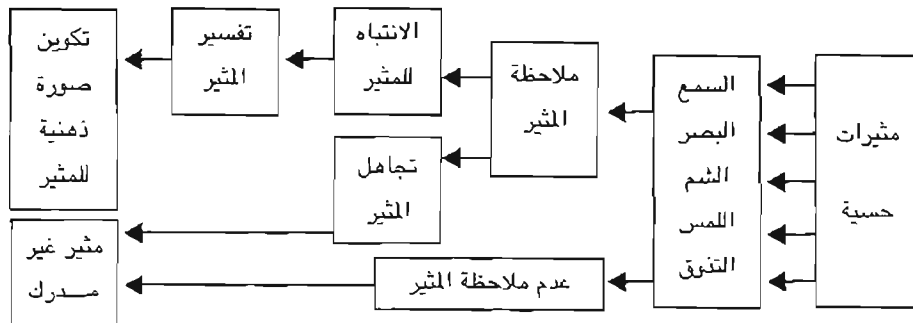 مثيرات
حسية
السمع
البصر
الشم
اللمس
التذوق
ملاحظة
المثير
الانتباه
للمثير
تفسير
المثير
تكوين
صورة
ذهنية
للمثير
تجاهل
المثير
عدم ملاحظة المثير
مثير غير
مدرك